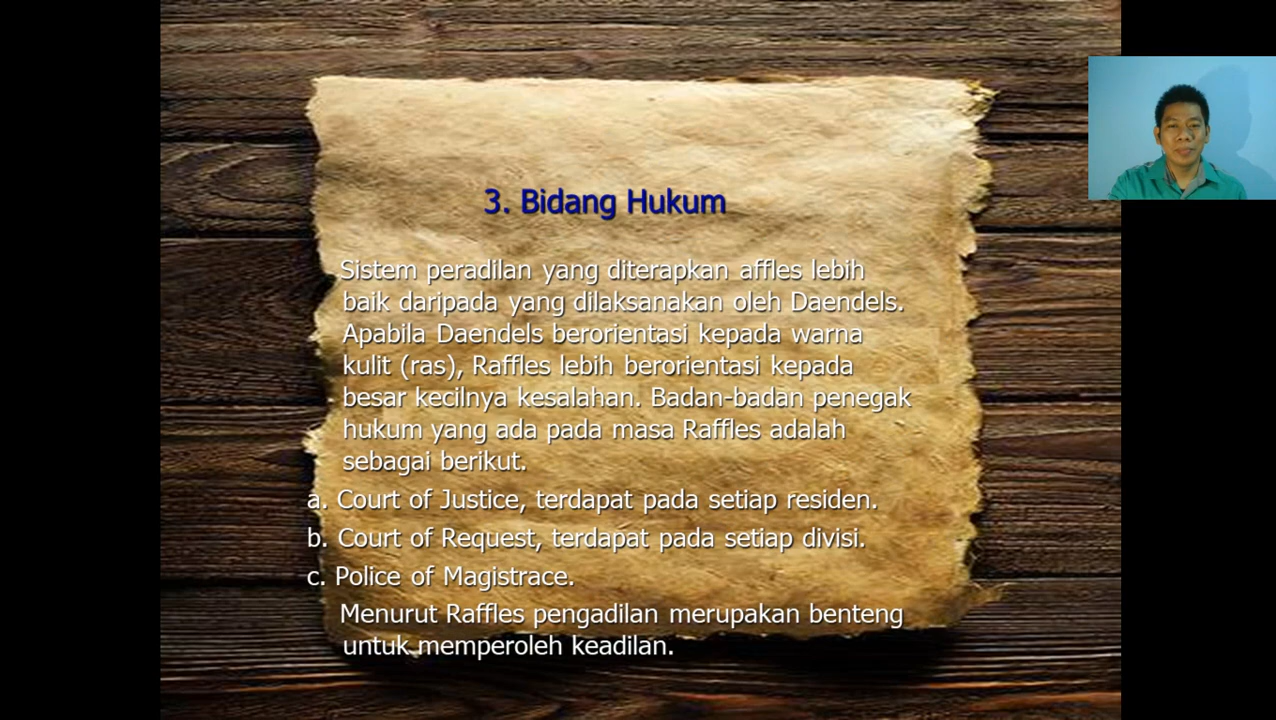 3. Bidang Hukum
Sistem peradilan yang diterapkan affles lebih
baik daripada yang dilaksanakan oleh Daendels.
Apabila Daendels berorientasi kepada warna
kulit (ras), Raffles lebih berorientasi kepada
besar kecilnya kesalahan. Badan-badan penegak
hukum yang ada pada masa Raffles adalah
sebagai berikut.
a. Court of Justice, terdapat pada setiap residen.
b. Court of Request, terdapat pada setiap divisi.
c. Police of Magistrace.
Menurut Raffles pengadilan merupakan benteng
untuk memperoleh keadilan.